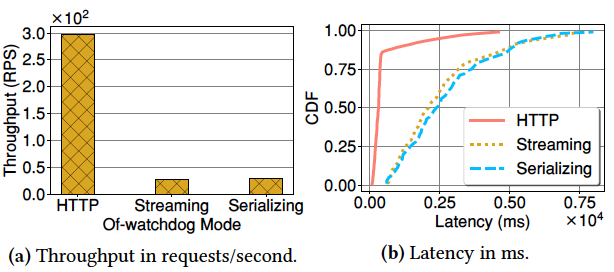 ×10²
3.0
2.5
2.0
1.5
1.0
0.5
0.0
Throughput (RPS)
HTTP Streaming Serializing
Of-watchdog Mode
(a) Throughput in requests/second.
1.00
0.75
0.50
0.25
0.00
CDF
HTTP
Streaming
Serializing
0.00 0.25 0.50 0.75
Latency (ms) ×10⁴
(b) Latency in ms.